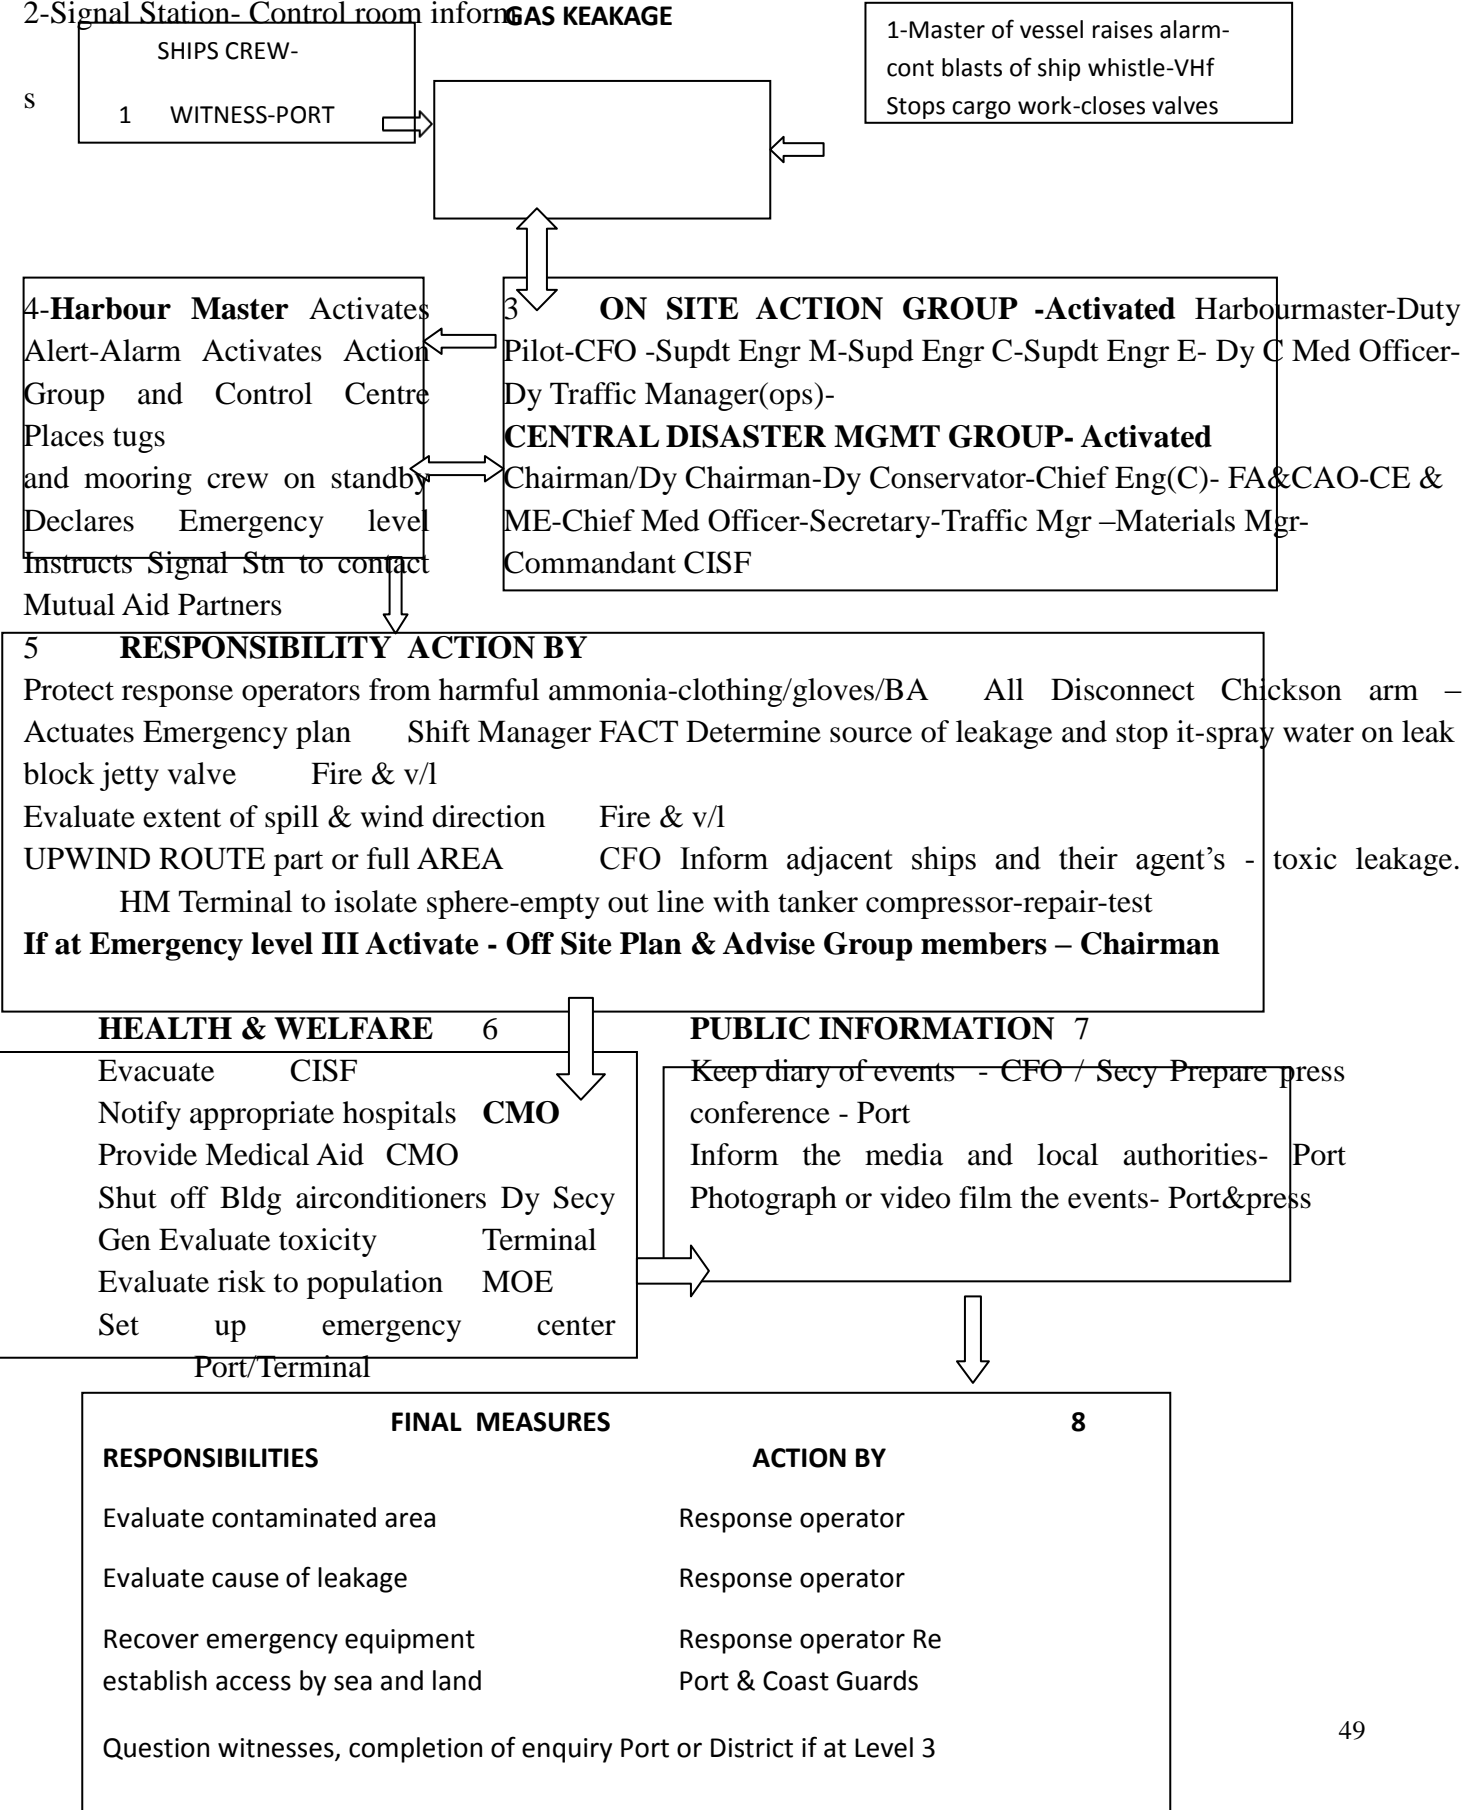 2-Signal Station- Control room inform
GAS KEAKAGE
SHIPS CREW-
s
1 WITNESS-PORT
1-Master of vessel raises alarm-
cont blasts of ship whistle-VHf
Stops cargo work-closes valves
4-Harbour Master Activates
Alert-Alarm Activates Action
Group and Control Centre
Places tugs
and mooring crew on standby
Declares Emergency level
Instructs Signal Stn to contact
Mutual Aid Partners
3 ON SITE ACTION GROUP -Activated Harbourmaster-Duty
Pilot-CFO -Supdt Engr M-Supd Engr C-Supdt Engr E- Dy C Med Officer-
Dy Traffic Manager(ops)-
CENTRAL DISASTER MGMT GROUP- Activated
Chairman/Dy Chairman-Dy Conservator-Chief Eng(C)- FA&CAO-CE &
ME-Chief Med Officer-Secretary-Traffic Mgr –Materials Mgr-
Commandant CISF
5 RESPONSIBILITY ACTION BY
Protect response operators from harmful ammonia-clothing/gloves/BA All Disconnect Chickson arm –
Actuates Emergency plan Shift Manager FACT Determine source of leakage and stop it-spray water on leak
block jetty valve Fire & v/l
Evaluate extent of spill & wind direction Fire & v/l
UPWIND ROUTE part or full AREA CFO Inform adjacent ships and their agent’s - toxic leakage.
HM Terminal to isolate sphere-empty out line with tanker compressor-repair-test
If at Emergency level III Activate - Off Site Plan & Advise Group members – Chairman
HEALTH & WELFARE 6
Evacuate CISF
Notify appropriate hospitals CMO
Provide Medical Aid CMO
Shut off Bldg airconditioners Dy Secy
Gen Evaluate toxicity Terminal
Evaluate risk to population MOE
Set up emergency center
Port/Terminal
PUBLIC INFORMATION 7
Keep diary of events - CFO / Secy Prepare press
conference - Port
Inform the media and local authorities- Port
Photograph or video film the events- Port&press
FINAL MEASURES 8
RESPONSIBILITIES ACTION BY
Evaluate contaminated area Response operator
Evaluate cause of leakage Response operator
Recover emergency equipment Response operator Re
establish access by sea and land Port & Coast Guards
Question witnesses, completion of enquiry Port or District if at Level 3
49